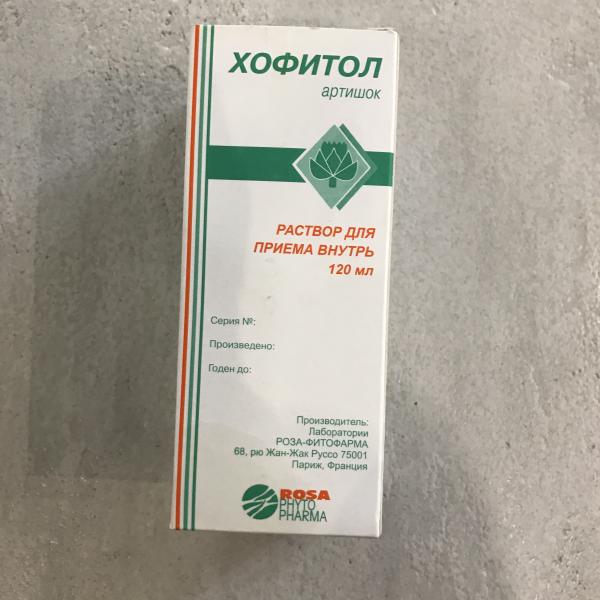 ХОФИТОЛ
артишок
РАСТВОР ДЛЯ
ПРИЕМА ВНУТРЬ
120 мл
Серия №:
Произведено:
Годен до:
Производитель:
Лаборатории
РОЗА-ФИТОФАРМА
68, рю Жан-Жак Руссо 75001
Париж, Франция
ROSA
PHYTO
PHARMA